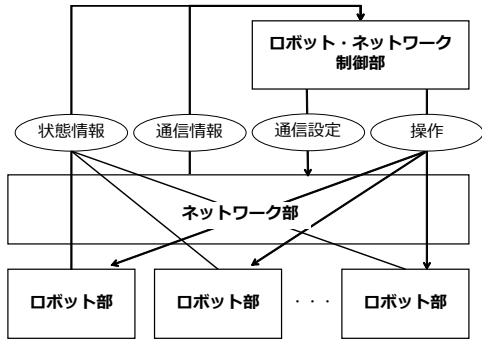 ロボット・ネットワーク
制御部
状態情報
通信情報
通信設定
操作
ネットワーク部
ロボット部
ロボット部
・・・
ロボット部